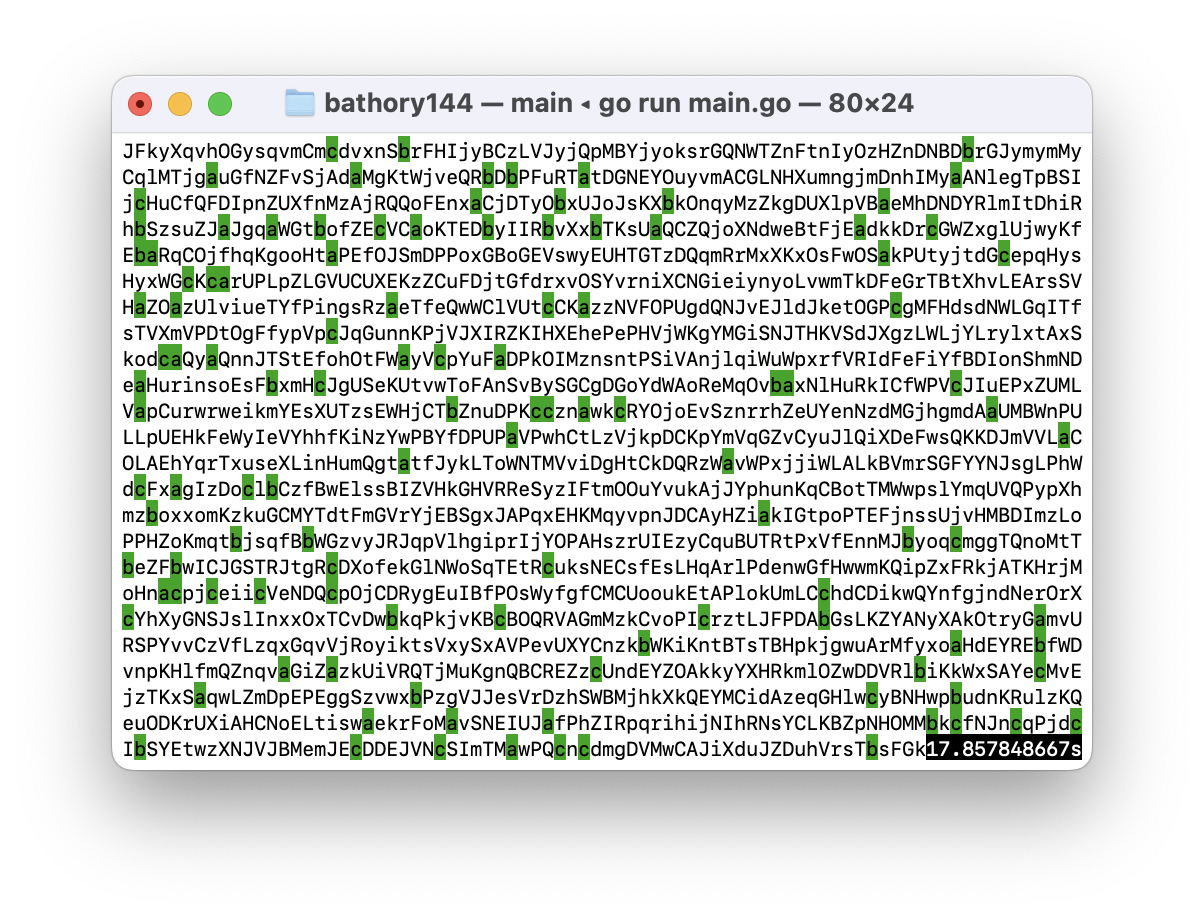 bathory144 — main ◂ go run main.go — 80×24
JFkyXqvhOGysqvmCmcdvxnSbrFHIjyBCzLVJyjQpMBYjyoksrGQNWTZnFtnIyOzHZnDNBDbrGJymymMy
CqlMTjgauGfNZFvSjAdaMgKtWjveQRbDbPFuRTatDGNEYOuyvmACGLNHXumngjmDnhIMyaANlegTpBSI
jcHuCfQFDIpnZUXfnMzAjRQQoFEnxaCjDTyObxUJoJsKXbkOnqyMzZkgDUXlpVBaeMhDNDYRlmItDhiR
hbSzsuZJaJgqaWGtbofZEcVCaoKTEDbyIIRbvXxbTKsUaQCZQjoXNdweBtFjEadkkDrcGWZxglUjwyKf
EbaRqCOjfhqKgooHtaPEfOJSmDPPoxGBoGEVswyEUHTGTzDQqmRrMxXKxOsFwOSakPUtyjtdGcepqHys
HyxWGcKcarUPLpZLGVUCUXEKzZCuFDjtGfdrxvOSYvrniXCNGieiynyoLvwmTkDFeGrTBtXhvLEArsSV
HaZOazUlviueTYfPingsRzaeTfeQwWClVUtcCKazzNVFOPUgdQNJvEJldJketOGPcgMFHdsdNWLGqITf
sTVXmVPDtOgFfypVpcJqGunnKPjVJXIRZKIHXEhePePHVjWKgYMGiSNJTHKVSdJXgzLWLjYLrylxtAxS
kodcaQyaQnnJTStEfohOtFWayVcpYuFaDPkOIMznsntPSiVAnjlqiWuWpxrfVRIdFeFiYfBDIonShmND
eaHurinsoEsFbxmHcJgUSeKUtvwToFAnSvBySGCgDGoYdWAoReMqOvbaxNlHuRkICfWPVcJIuEPxZUML
VapCurwrweikmYEsXUTzsEWHjCTbZnuDPKccznawkcRYOjoEvSznrrhZeUYenNzdMGjhgmdAaUMBWnPU
LLpUEHkFeWyIeVYhhfKiNzYwPBYfDPUPaVPwhCtLzVjkpDCKpYmVqGZvCyuJlQiXDeFwsQKKDJmVVLaC
OLAEhYqrTxuseXLinHumQgtatfJykLToWNTMVviDgHtCkDQRzWavWPxjjiWLALkBVmrSGFYYNJsgLPhW
dcFxagIzDoclbCzfBwElssBIZVHkGHVRReSyzIFtmOOuYvukAjJYphunKqCBotTMWwpslYmqUVQPypXh
mzboxxomKzkuGCMYTdtFmGVrYjEBSgxJAPqxEHKMqyvpnJDCAyHZiakIGtpoPTEFjnssUjvHMBDImzLo
PPHZoKmqtbjsqfBbWGzvyJRJqpVlhgiprIjYOPAHszrUIEzyCquBUTRtPxVfEnnMJbyoqcmggTQnoMtT
beZFbwICJGSTRJtgRcDXofekGlNWoSqTEtRcuksNECsfEsLHqArlPdenwGfHwwmKQipZxFRkjATKHrjM
oHnacpjceiicVeNDQcpOjCDRygEuIBfPOsWyfgfCMCUooukEtAPlokUmLCchdCDikwQYnfgjndNerOrX
cYhXyGNSJslInxxOxTCvDwbkqPkjvKBcBOQRVAGmMzkCvoPIcrztLJFPDAbGsLKZYANyXAkOtryGamvU
RSPYvvCzVfLzqxGqvVjRoyiktsVxySxAVPevUXYCnzkbWKiKntBTsTBHpkjgwuArMfyxoaHdEYREbfWD
vnpKHlfmQZnqvaGiZazkUiVRQTjMuKgnQBCREZzcUndEYZOAkkyYXHRkmlOZwDDVRlbiKkWxSAYecMvE
jzTKxSaqwLZmDpEPEggSzvwxbPzgVJJesVrDzhSWBMjhkXkQEYMCidAzeqGHlwcyBNHwpbudnKRulzKQ
euODKrUXiAHCNoELtiswaekrFoMavSNEIUJafPhZIRpqrihijNIhRNsYCLKBZpNHOMMbkcfNJncqPjdc
IbSYEtwzXNJVJBMemJEcDDEJVNcSImTMawPQcncdmgDVMwCAJiXduJZDuhVrsTbsFGk17.857848667s